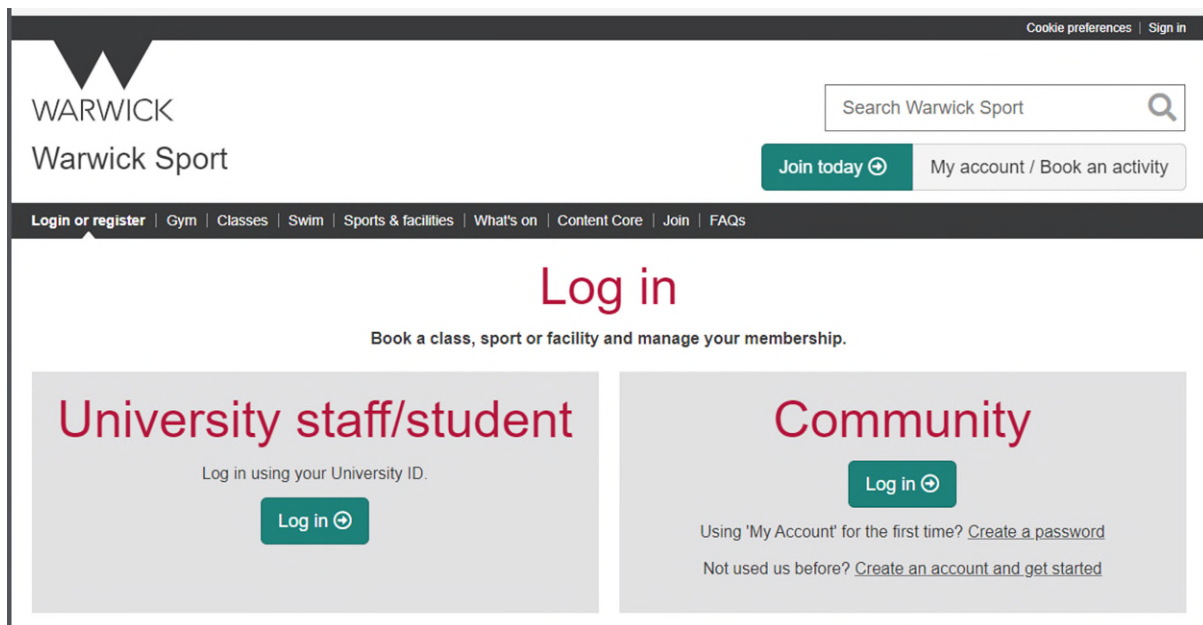 Cookie preferences | Sign in
WARWICK
Search Warwick Sport
Warwick Sport
Join today
My account / Book an activity
Login or register | Gym | Classes | Swim | Sports & facilities | What's on | Content Core | Join | FAQs
Log in
Book a class, sport or facility and manage your membership.
University staff/student
Log in using your University ID.
Log in
Community
Log in
Using 'My Account' for the first time? Create a password
Not used us before? Create an account and get started